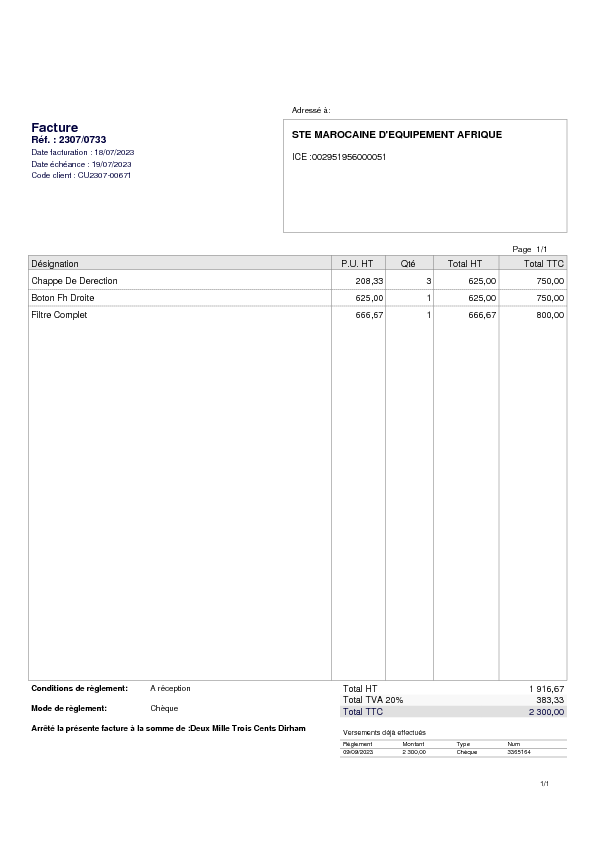 Adressé à:
Facture
Réf. : 2307/0733
Date facturation : 18/07/2023
Date échéance : 19/07/2023
Code client : CU2307-00671
STE MAROCAINE D'EQUIPEMENT AFRIQUE
ICE :002951956000051
Page 1/1
Désignation P.U. HT Qté Total HT Total TTC
Chappe De Derection 208,33 3 625,00 750,00
Boton Fh Droite 625,00 1 625,00 750,00
Filtre Complet 666,67 1 666,67 800,00
Conditions de règlement: A réception
Total HT 1 916,67
Total TVA 20% 383,33
Mode de règlement: Chèque
Total TTC 2 300,00
Arrêté la présente facture à la somme de :Deux Mille Trois Cents Dirham
Versements déjà effectués
Règlement Montant Type Num
09/09/2023 2 300,00 Chèque 3365164
1/1